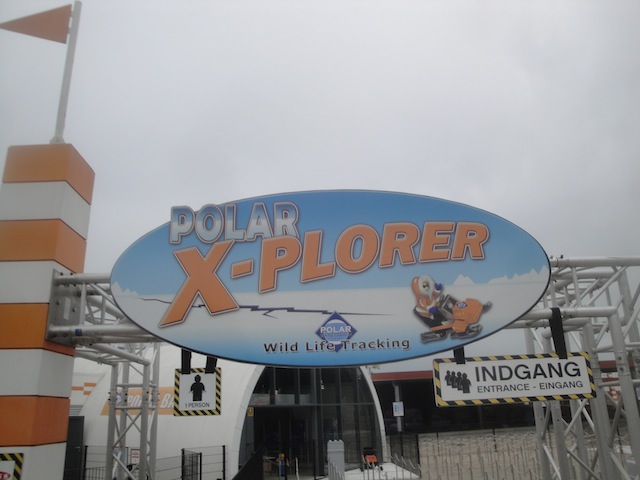 POLAR
X-PLORER
POLAR
Wild Life Tracking
1 PERSON
INDGANG
ENTRANCE - EINGANG